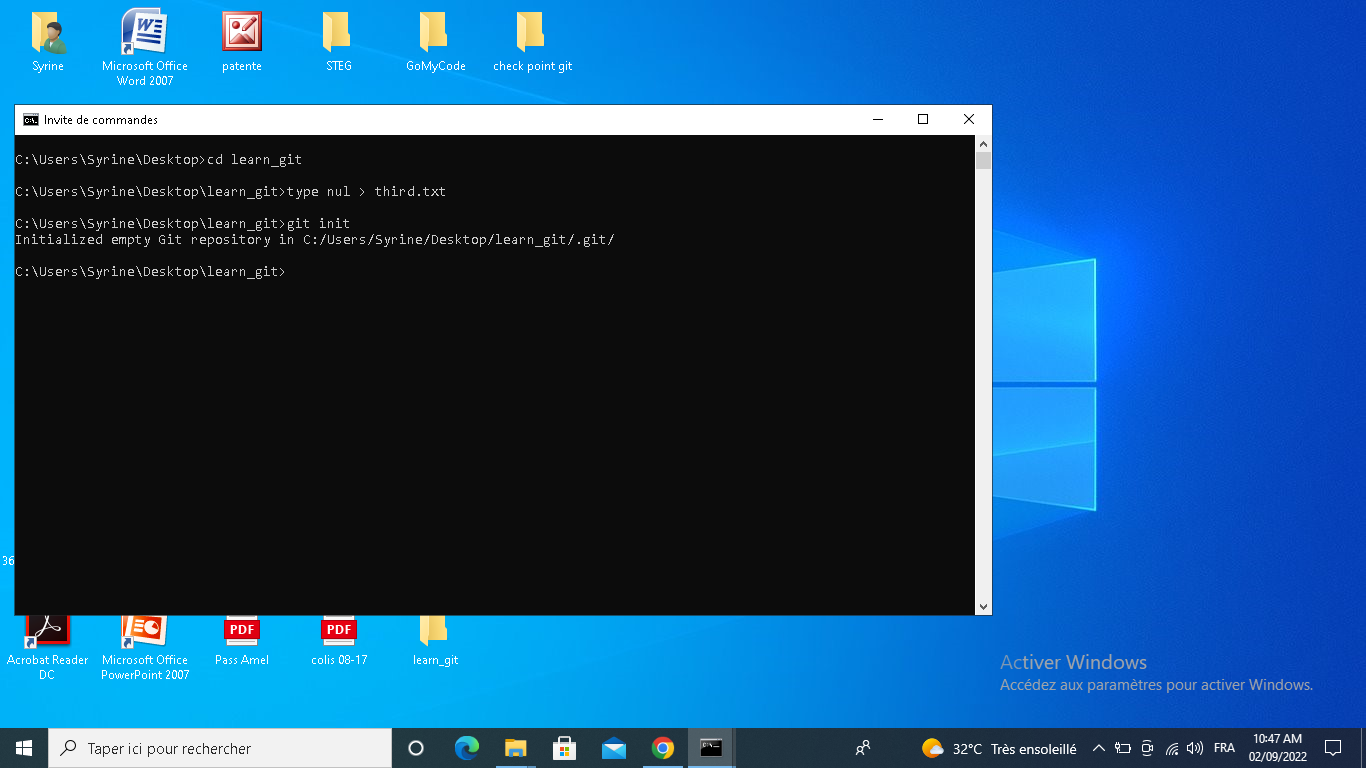 Syrine
Microsoft Office
Word 2007
patente
STEG
GoMyCode
check point git
Invite de commandes
C:\Users\Syrine\Desktop>cd learn_git
C:\Users\Syrine\Desktop\learn_git>type nul > third.txt
C:\Users\Syrine\Desktop\learn_git>git init
Initialized empty Git repository in C:/Users/Syrine/Desktop/learn_git/.git/
C:\Users\Syrine\Desktop\learn_git>
36
PDF
PDF
Acrobat Reader
DC
Microsoft Office
PowerPoint 2007
Pass Amel
colis 08-17
learn_git
Activer Windows
Accédez aux paramètres pour activer Windows.
Taper ici pour rechercher
32°C Très ensoleillé
FRA
10:47 AM
02/09/2022